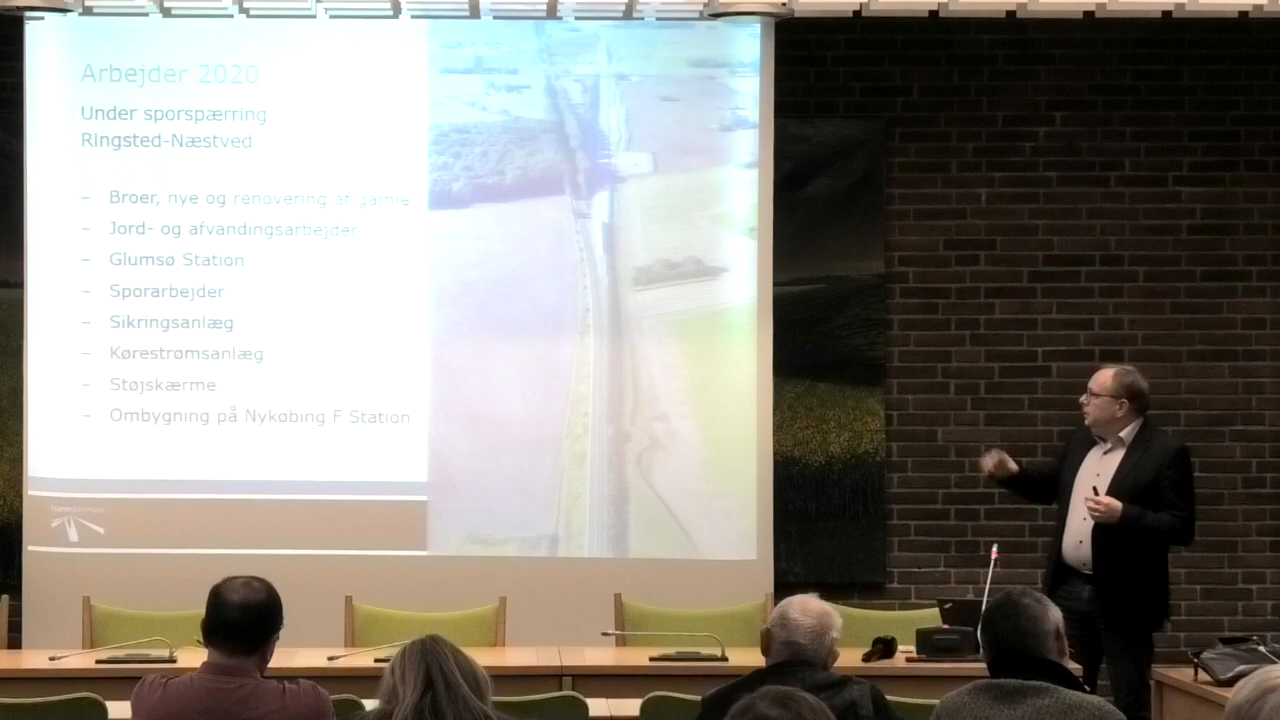 Arbejder 2020
Under sporspærring
Ringsted-Næstved
– Broer, nye og renovering af gamle
– Jord- og afvandingsarbejder
– Glumsø Station
– Sporarbejder
– Sikringsanlæg
– Kørestrømsanlæg
– Støjskærme
– Ombygning på Nykøbing F Station
banedanmark